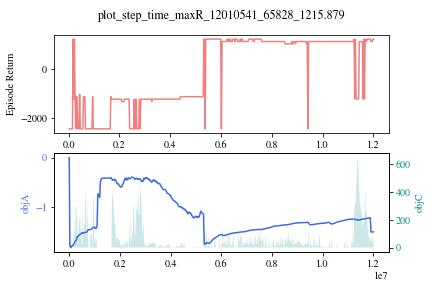 plot_step_time_maxR_12010541_65828_1215.879
Episode Return
0
−2000
0.0 0.2 0.4 0.6 0.8 1.0 1.2
objA
0
−1
objC
600
400
200
0
0.0 0.2 0.4 0.6 0.8 1.0 1.2
1e7